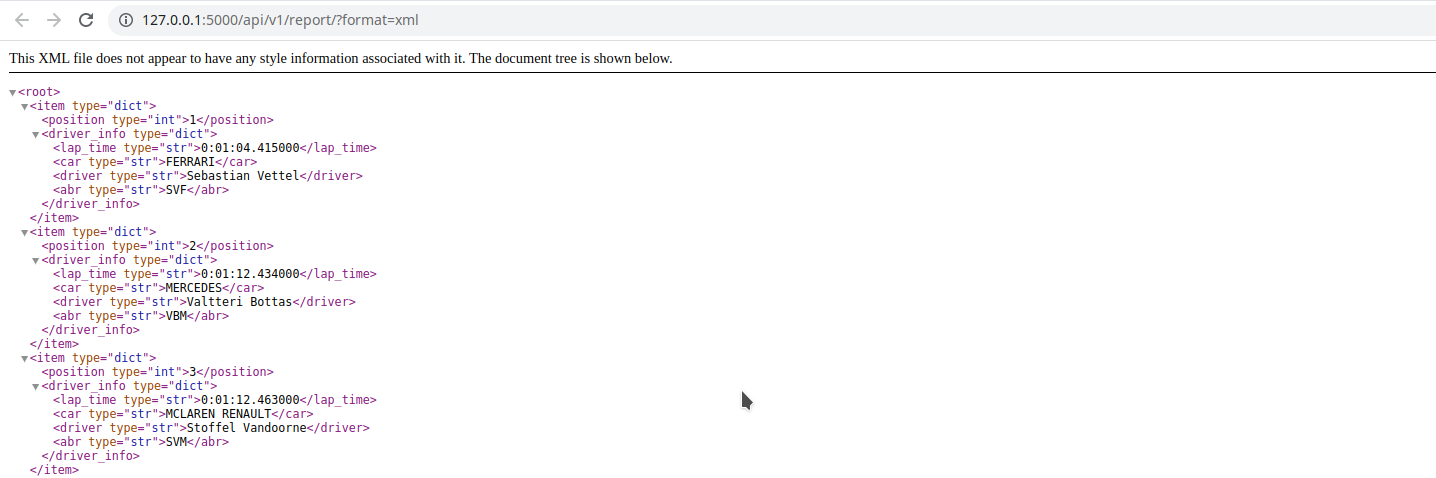 127.0.0.1:5000/api/v1/report/?format=xml
This XML file does not appear to have any style information associated with it. The document tree is shown below.
<root>
<item type="dict">
<position type="int">1</position>
<driver_info type="dict">
<lap_time type="str">0:01:04.415000</lap_time>
<car type="str">FERRARI</car>
<driver type="str">Sebastian Vettel</driver>
<abr type="str">SVF</abr>
</driver_info>
</item>
<item type="dict">
<position type="int">2</position>
<driver_info type="dict">
<lap_time type="str">0:01:12.434000</lap_time>
<car type="str">MERCEDES</car>
<driver type="str">Valtteri Bottas</driver>
<abr type="str">VBM</abr>
</driver_info>
</item>
<item type="dict">
<position type="int">3</position>
<driver_info type="dict">
<lap_time type="str">0:01:12.463000</lap_time>
<car type="str">MCLAREN RENAULT</car>
<driver type="str">Stoffel Vandoorne</driver>
<abr type="str">SVM</abr>
</driver_info>
</item>